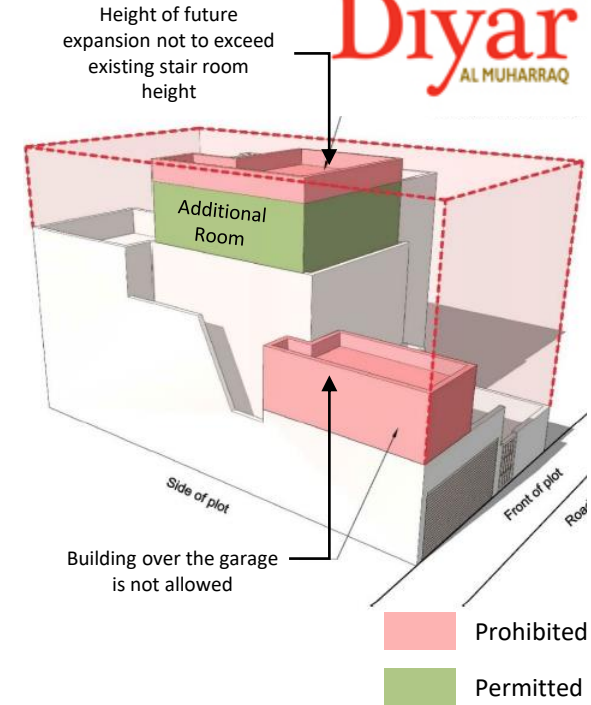 Height of future
expansion not to exceed
existing stair room
height
Diyar
AL MUHARRAQ
Additional
Room
Side of plot
Front of plot
Building over the garage
is not allowed
Prohibited
Permitted